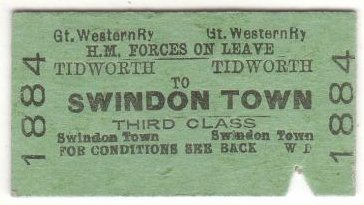 Gt. Western Ry Gt. Western Ry
H.M. FORCES ON LEAVE
TIDWORTH TIDWORTH
TO
SWINDON TOWN
THIRD CLASS
Swindon Town Swindon Town
FOR CONDITIONS SEE BACK W D
1884
1884